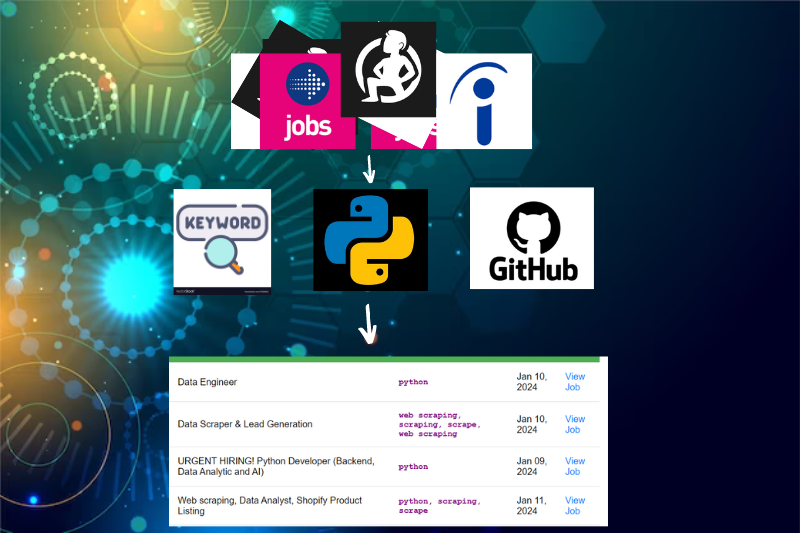 jobs
KEYWORD
GitHub
Data Engineer
python
Jan 10,
2024
View
Job
Data Scraper & Lead Generation
web scraping,
scraping, scrape,
web scraping
Jan 10,
2024
View
Job
URGENT HIRING! Python Developer (Backend,
Data Analytic and AI)
python
Jan 09,
2024
View
Job
Web scraping, Data Analyst, Shopify Product
Listing
python, scraping,
scrape
Jan 11,
2024
View
Job